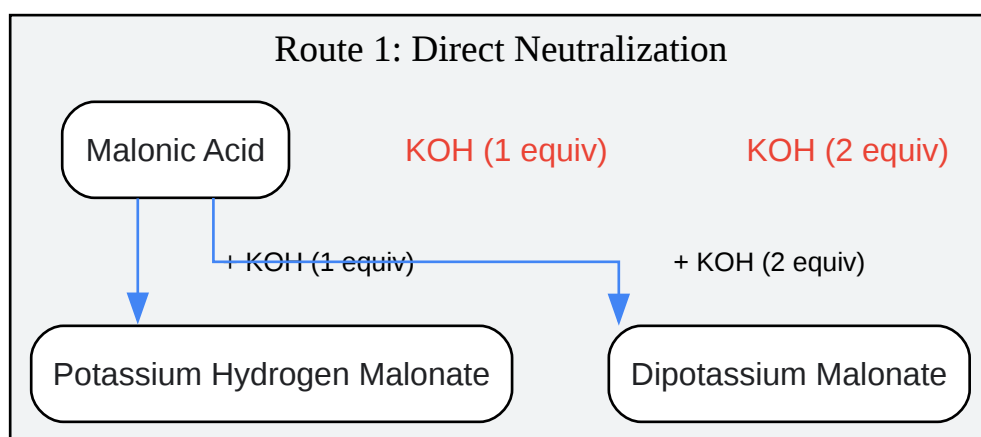 Route 1: Direct Neutralization
Malonic Acid
KOH (1 equiv)
KOH (2 equiv)
+ KOH (1 equiv)
+ KOH (2 equiv)
Potassium Hydrogen Malonate
Dipotassium Malonate